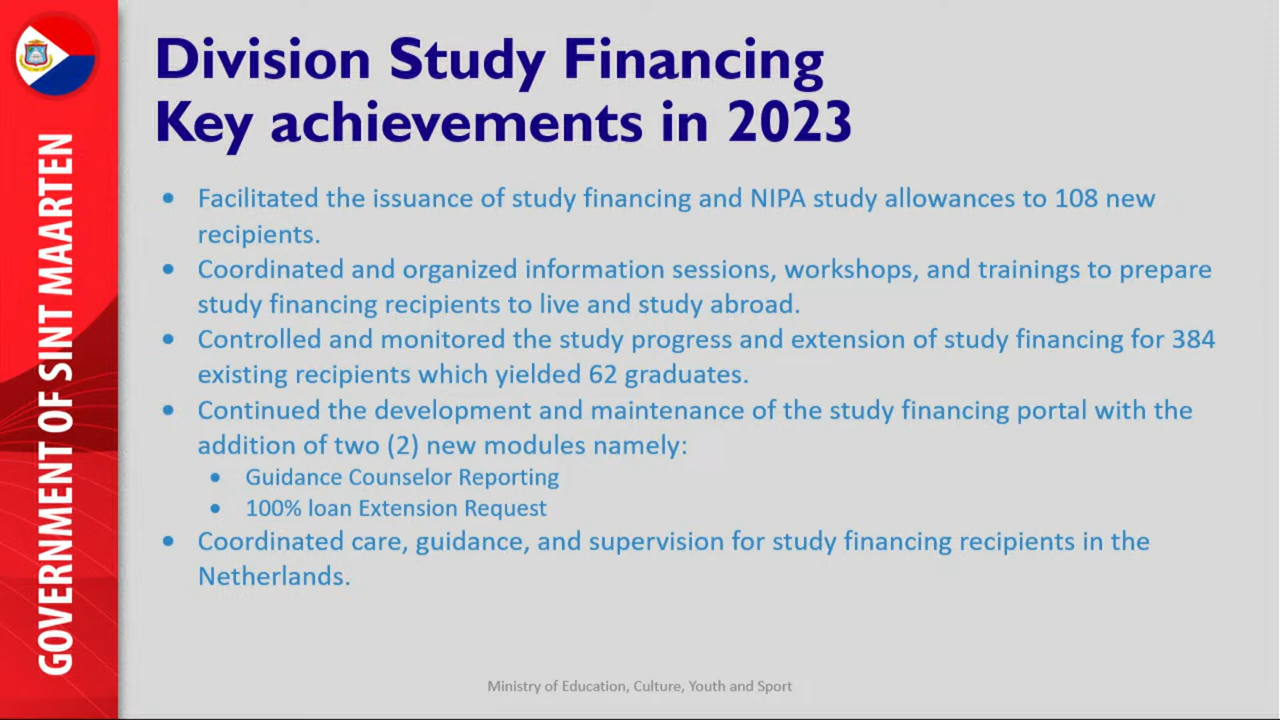 GOVERNMENT OF SINT MAARTEN
Division Study Financing
Key achievements in 2023
• Facilitated the issuance of study financing and NIPA study allowances to 108 new
recipients.
• Coordinated and organized information sessions, workshops, and trainings to prepare
study financing recipients to live and study abroad.
• Controlled and monitored the study progress and extension of study financing for 384
existing recipients which yielded 62 graduates.
• Continued the development and maintenance of the study financing portal with the
addition of two (2) new modules namely:
• Guidance Counselor Reporting
• 100% loan Extension Request
• Coordinated care, guidance, and supervision for study financing recipients in the
Netherlands.
Ministry of Education, Culture, Youth and Sport